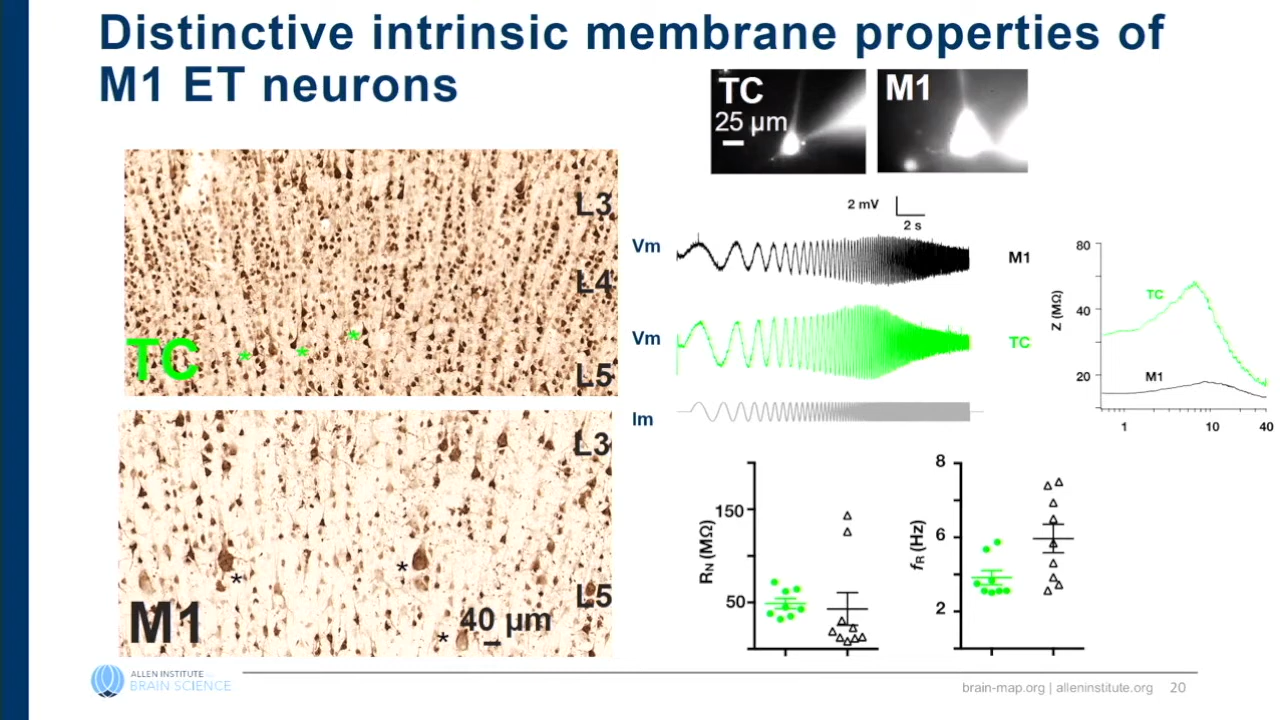 Distinctive intrinsic membrane properties of
M1 ET neurons
TC
25 µm
M1
L3
L4
L5
TC
* * *
L3
L5
M1
40 µm
* * *
2 mV
2 s
Vm
M1
Vm
TC
Im
Z (MΩ)
80
40
20
TC
M1
1 10 40
RN (MΩ)
150
50
fR (Hz)
8
6
2
ALLEN INSTITUTE
BRAIN SCIENCE
brain-map.org | alleninstitute.org 20